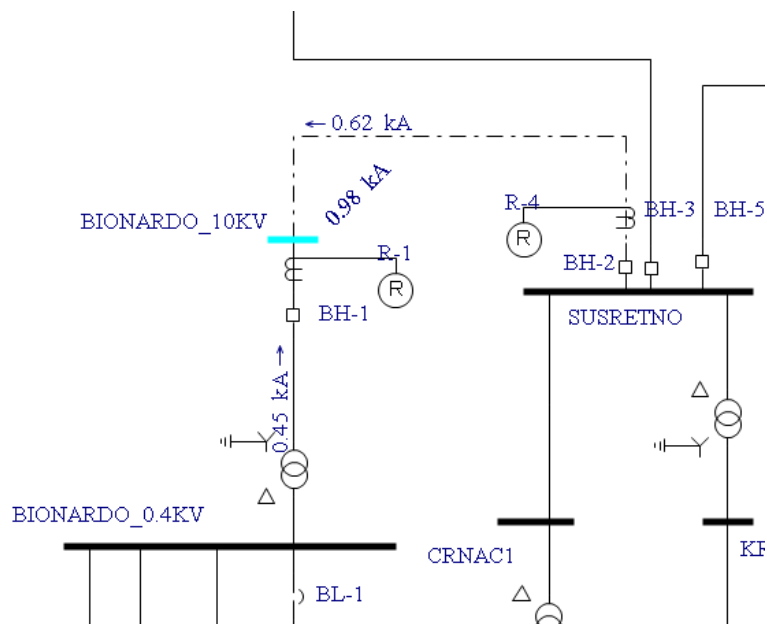 ← 0.62 kA
0.98 kA
R-4
BH-3
BH-5
BIONARDO_10KV
R-1
R
R
BH-2
BH-1
SUSRETNO
0.45 kA →
BIONARDO_0.4KV
CRNAC1
KR
BL-1